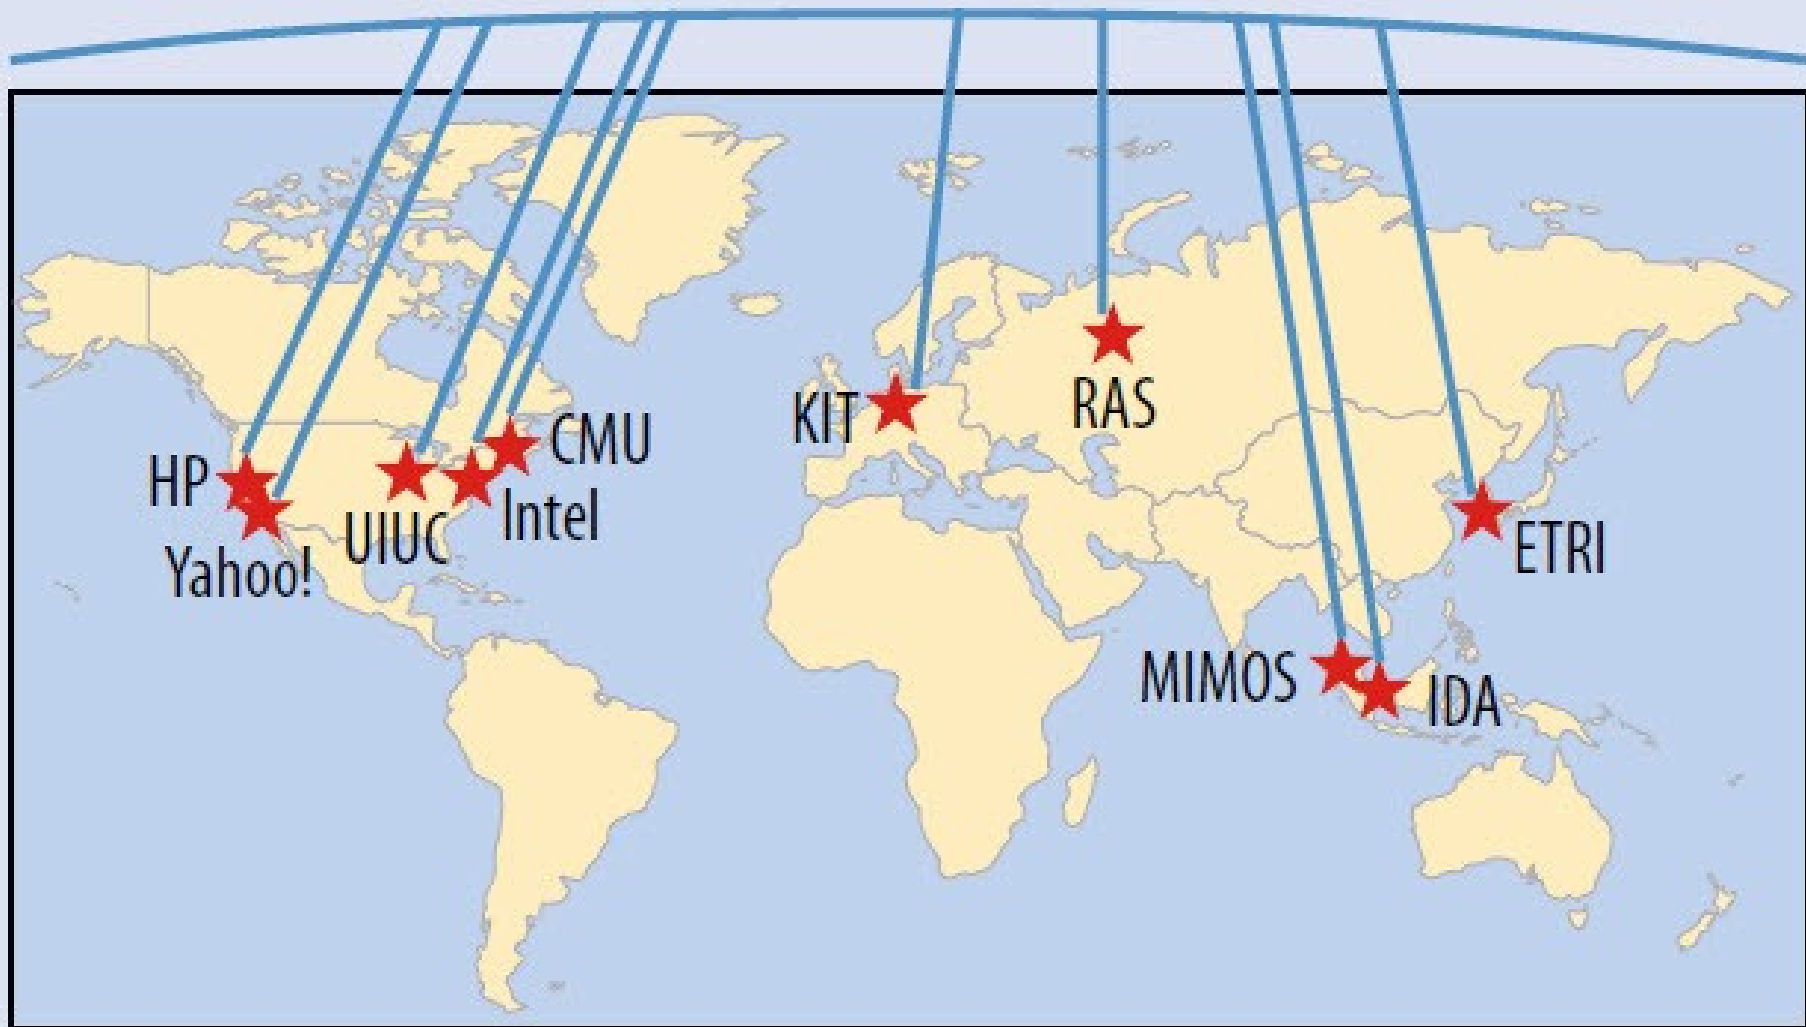 CMU
HP
KIT
RAS
Intel
UIUC
Yahoo!
ETRI
MIMOS
IDA